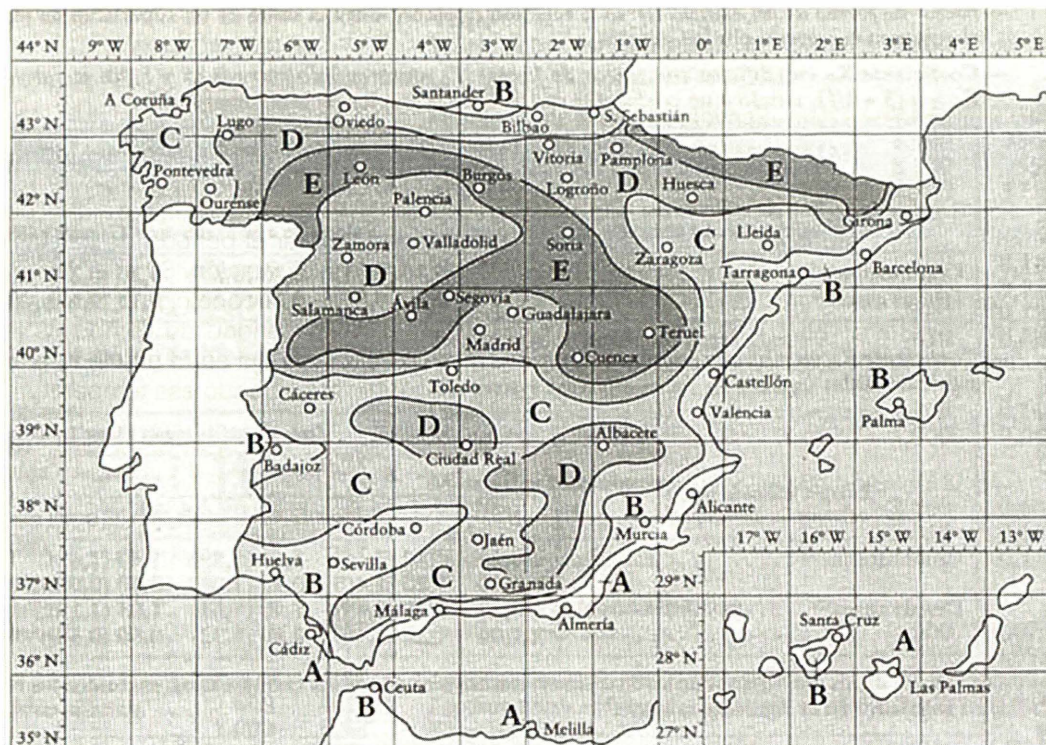 9° W 8° W 7° W 6° W 5° W 4° W 3° W 2° W 1° W 0° 1° E 2° E 3° E 4° E 5° E
44° N
Santander B
A Coruña
43° N
C
Lugo
D
Oviedo
Bilbao
S. Sebastián
Vitoria
Pamplona
Pontevedra
E
León
Burgos
Logroño
D
Huesca
E
Ourense
42° N
Palencia
Girona
Zamora
Valladolid
Soria
C
Lleida
Zaragoza
Barcelona
41° N
D
E
Tarragona
B
Salamanca
Ávila
Segovia
Guadalajara
Madrid
Teruel
40° N
Cuenca
Toledo
Castellón
B
Cáceres
C
Valencia
Palma
39° N
B
D
Albacete
Badajoz
Ciudad Real
D
C
38° N
B
Alicante
Córdoba
Murcia
17° W 16° W 15° W 14° W 13° W
Huelva
Sevilla
Jaén
37° N
B
C
Granada
A
29° N
Málaga
Almería
Santa Cruz
Cádiz
A
28° N
36° N
A
Ceuta
B
Las Palmas
B
A
Melilla
35° N
27° N